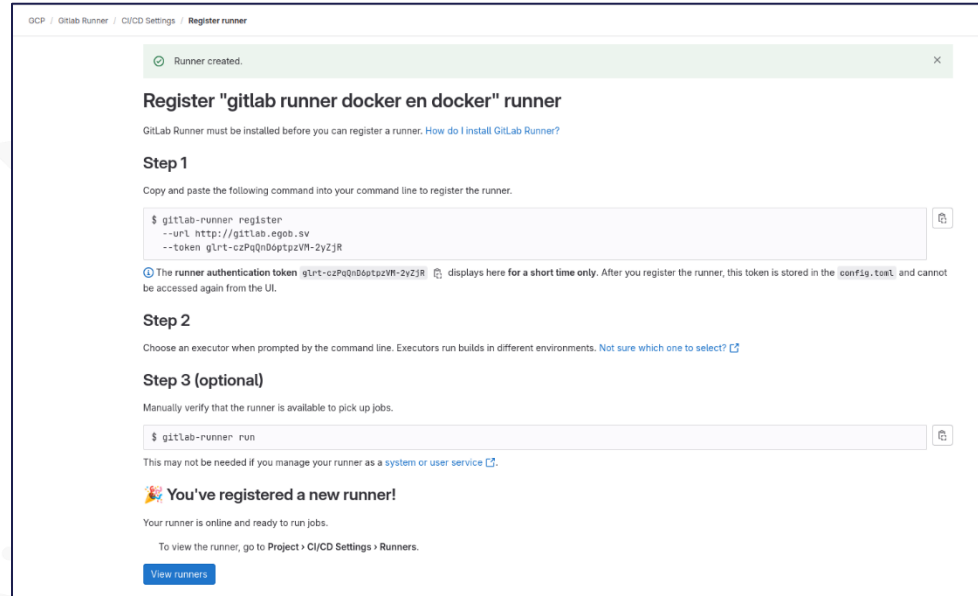 GCP / Gitlab Runner / CI/CD Settings / Register runner
Runner created.
Register "gitlab runner docker en docker" runner
GitLab Runner must be installed before you can register a runner. How do I install GitLab Runner?
Step 1
Copy and paste the following command into your command line to register the runner.
$ gitlab-runner register
--url http://gitlab.egob.sv
--token glrt-czPqQnD6ptpzVM-2yZjR
The runner authentication token glrt-czPqQnD6ptpzVM-2yZjR displays here for a short time only. After you register the runner, this token is stored in the config.toml and cannot
be accessed again from the UI.
Step 2
Choose an executor when prompted by the command line. Executors run builds in different environments. Not sure which one to select?
Step 3 (optional)
Manually verify that the runner is available to pick up jobs.
$ gitlab-runner run
This may not be needed if you manage your runner as a system or user service.
You've registered a new runner!
Your runner is online and ready to run jobs.
To view the runner, go to Project › CI/CD Settings › Runners.
View runners